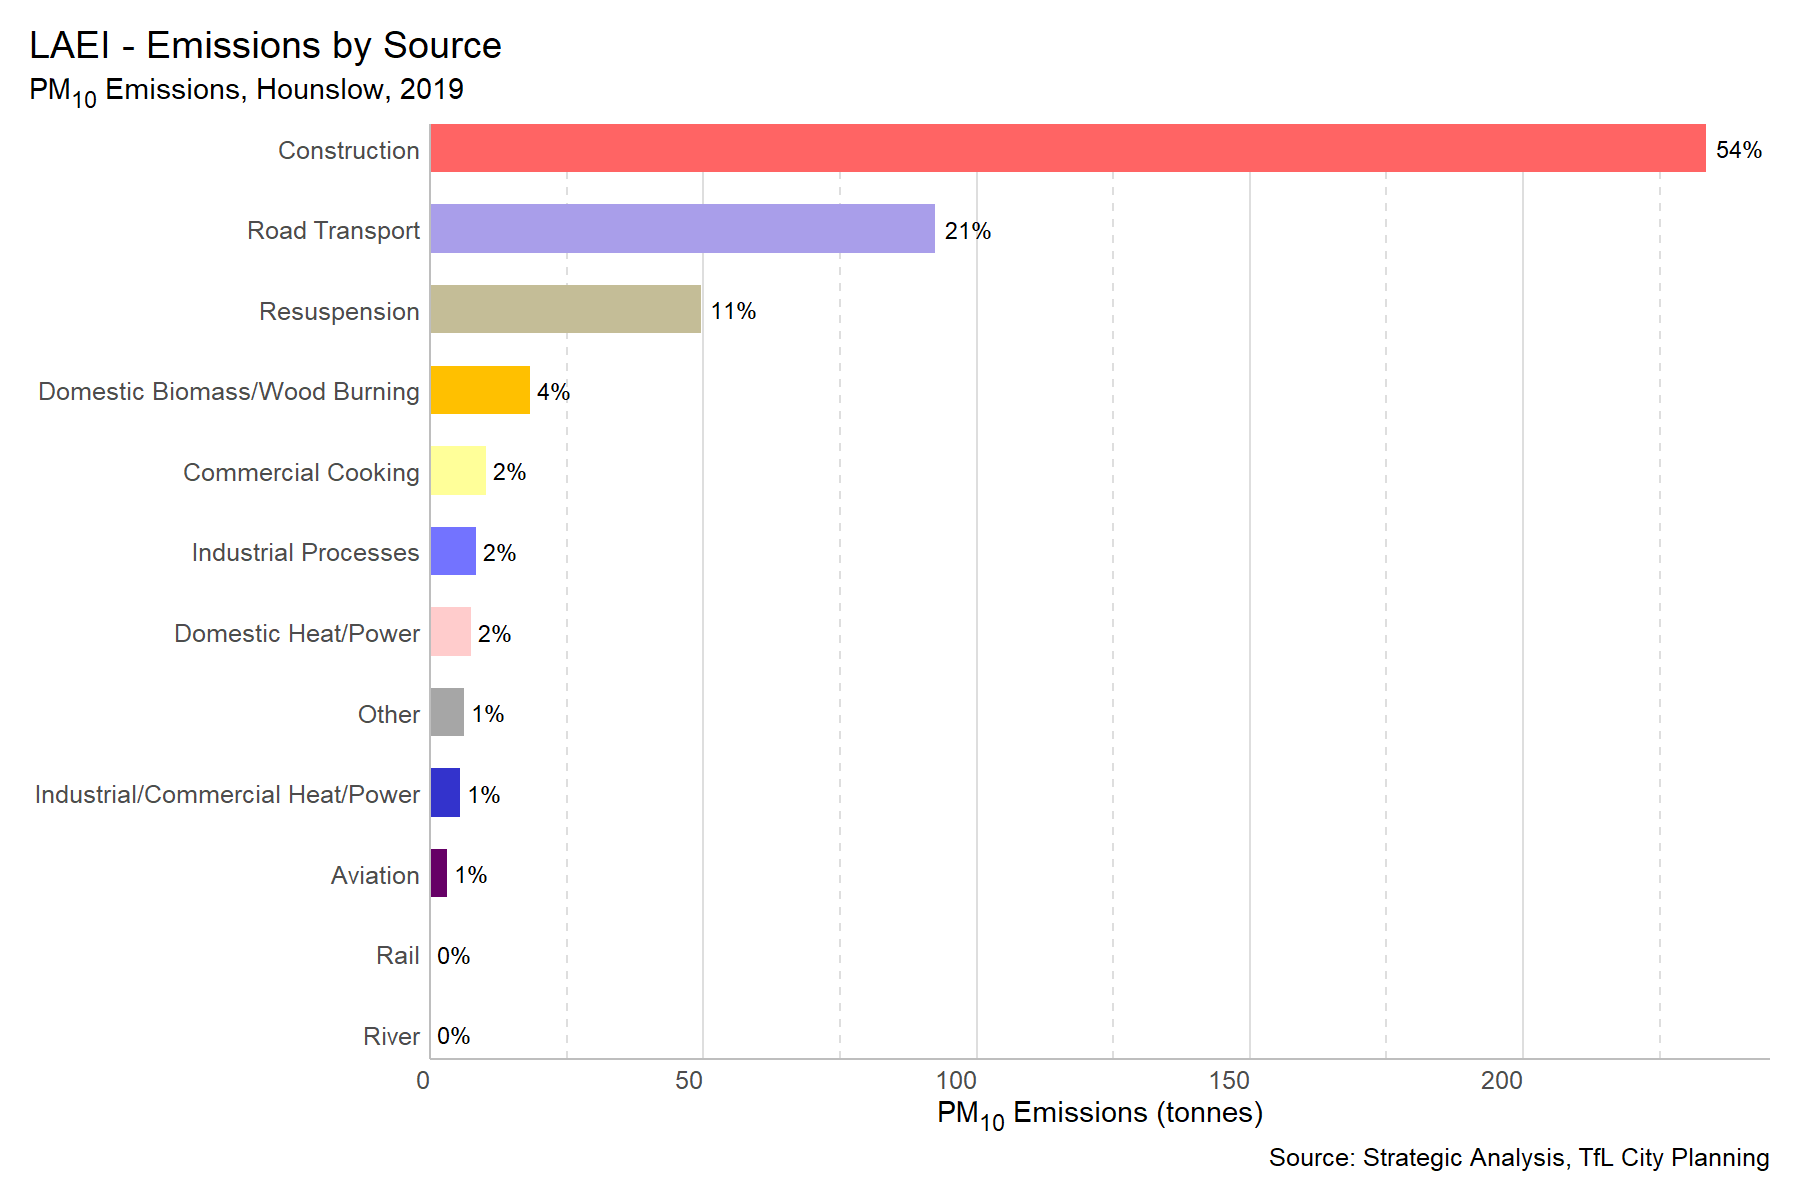 LAEI - Emissions by Source
PM10 Emissions, Hounslow, 2019
Construction 54%
Road Transport 21%
Resuspension 11%
Domestic Biomass/Wood Burning 4%
Commercial Cooking 2%
Industrial Processes 2%
Domestic Heat/Power 2%
Other 1%
Industrial/Commercial Heat/Power 1%
Aviation 1%
Rail 0%
River 0%
0 50 100 150 200
PM10 Emissions (tonnes)
Source: Strategic Analysis, TfL City Planning